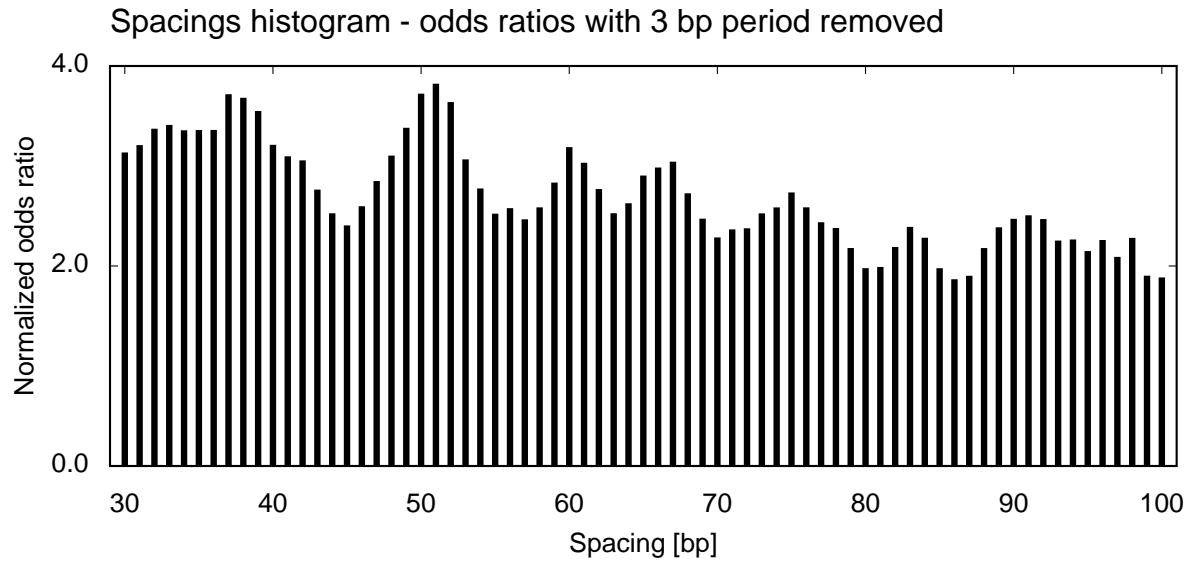 Spacings histogram - odds ratios with 3 bp period removed
4.0
2.0
0.0
Normalized odds ratio
30 40 50 60 70 80 90 100
Spacing [bp]